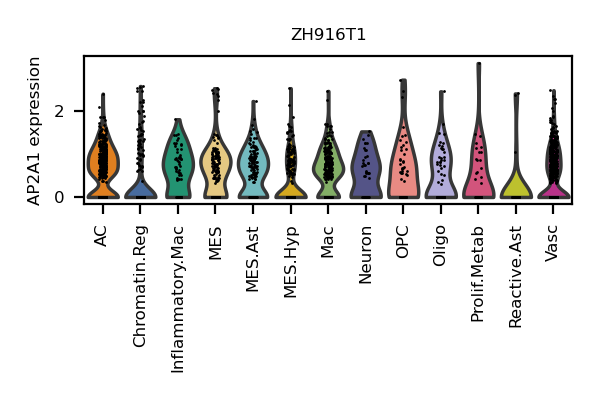 ZH916T1
AP2A1 expression
2
0
AC
Chromatin.Reg
Inflammatory.Mac
MES
MES.Ast
MES.Hyp
Mac
Neuron
OPC
Oligo
Prolif.Metab
Reactive.Ast
Vasc